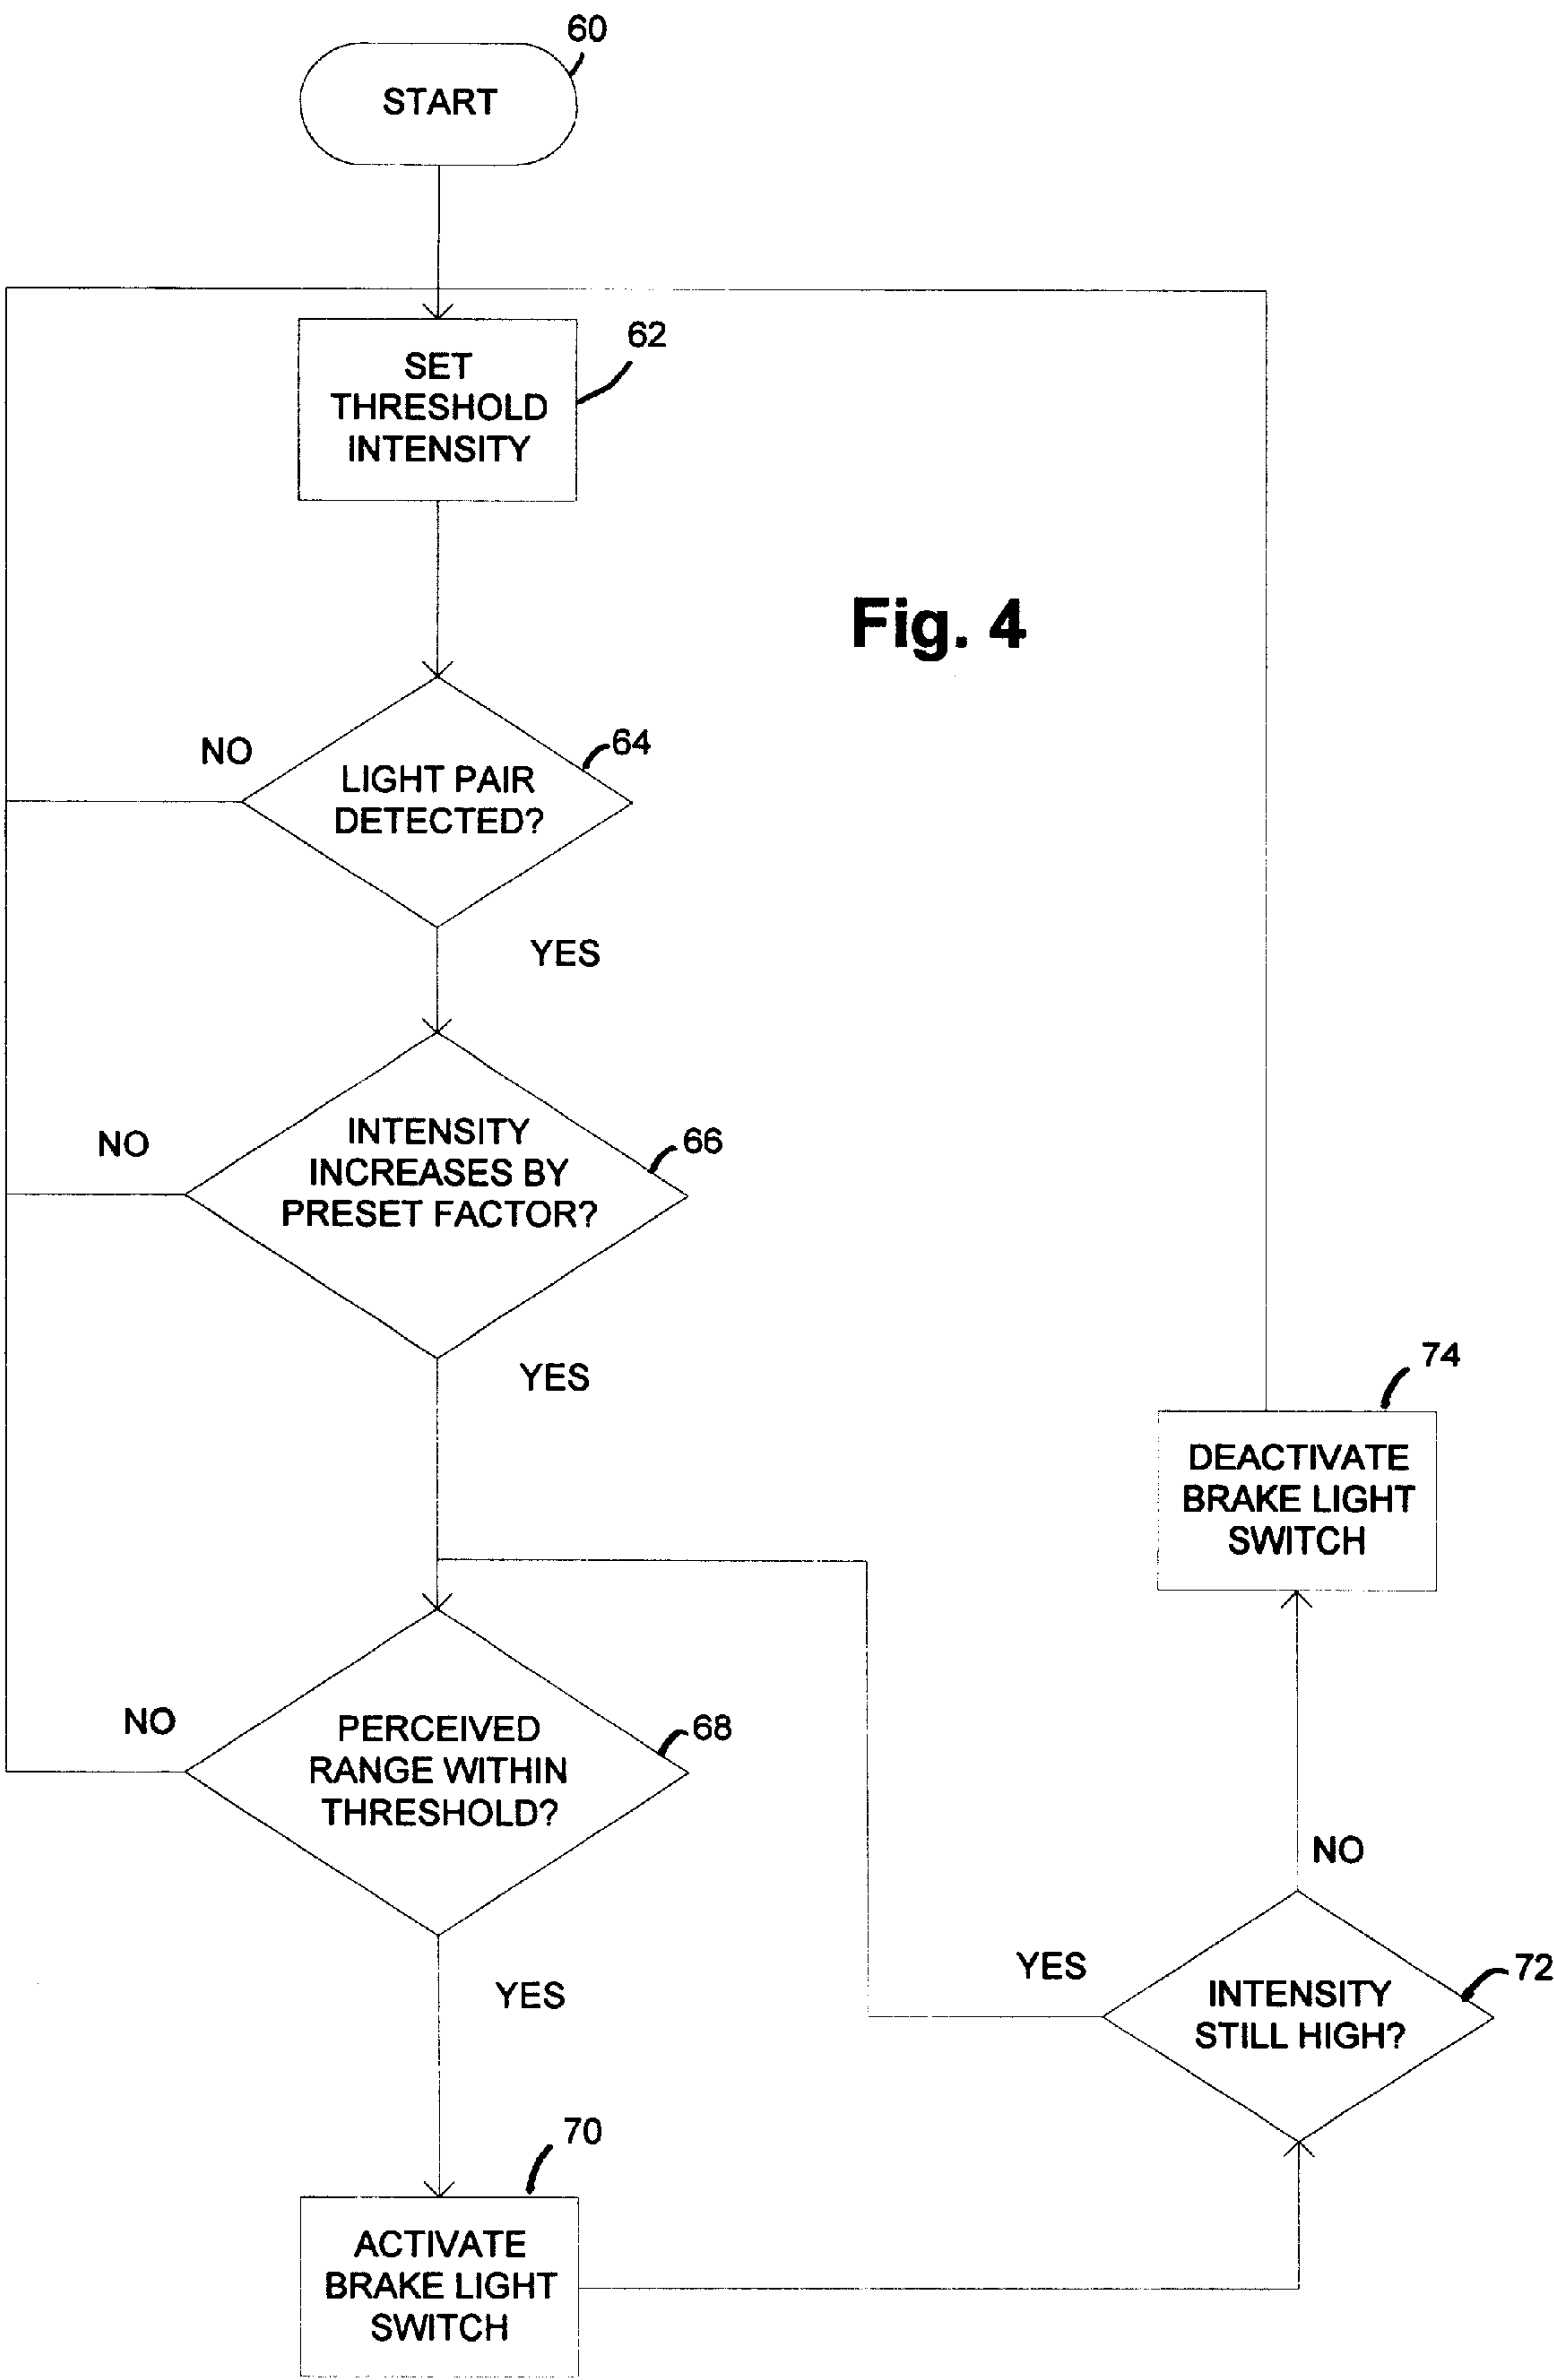 60
START
62
SET
THRESHOLD
INTENSITY
Fig. 4
64
NO
LIGHT PAIR
DETECTED?
YES
66
NO
INTENSITY
INCREASES BY
PRESET FACTOR?
YES
74
DEACTIVATE
BRAKE LIGHT
SWITCH
68
NO
PERCEIVED
RANGE WITHIN
THRESHOLD?
NO
YES
72
INTENSITY
STILL HIGH?
YES
70
ACTIVATE
BRAKE LIGHT
SWITCH